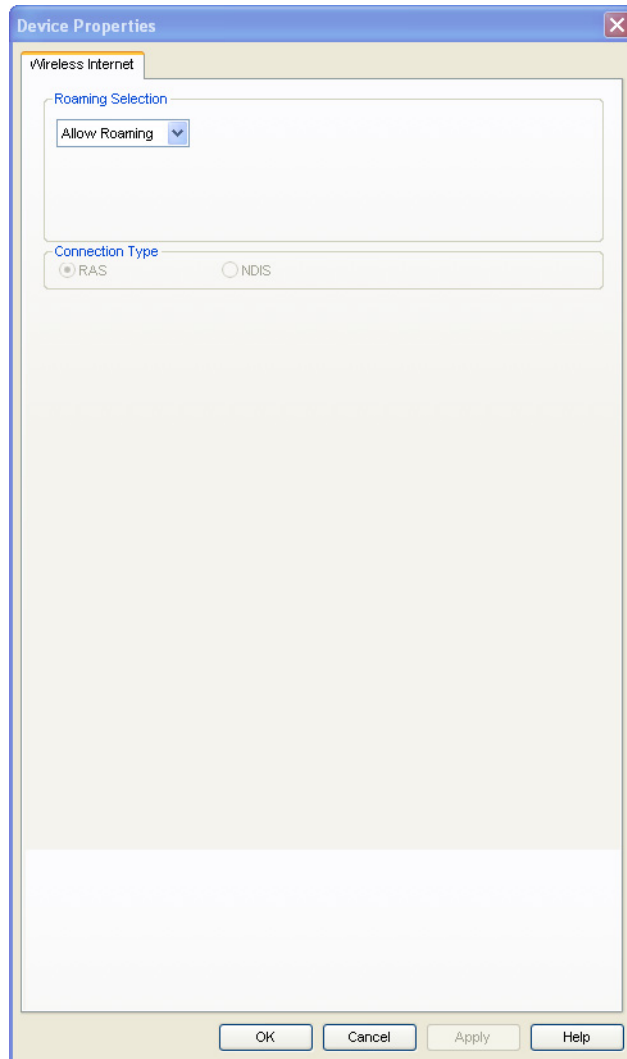 Device Properties
Wireless Internet
Roaming Selection
Allow Roaming
Connection Type
RAS NDIS
OK Cancel Apply Help